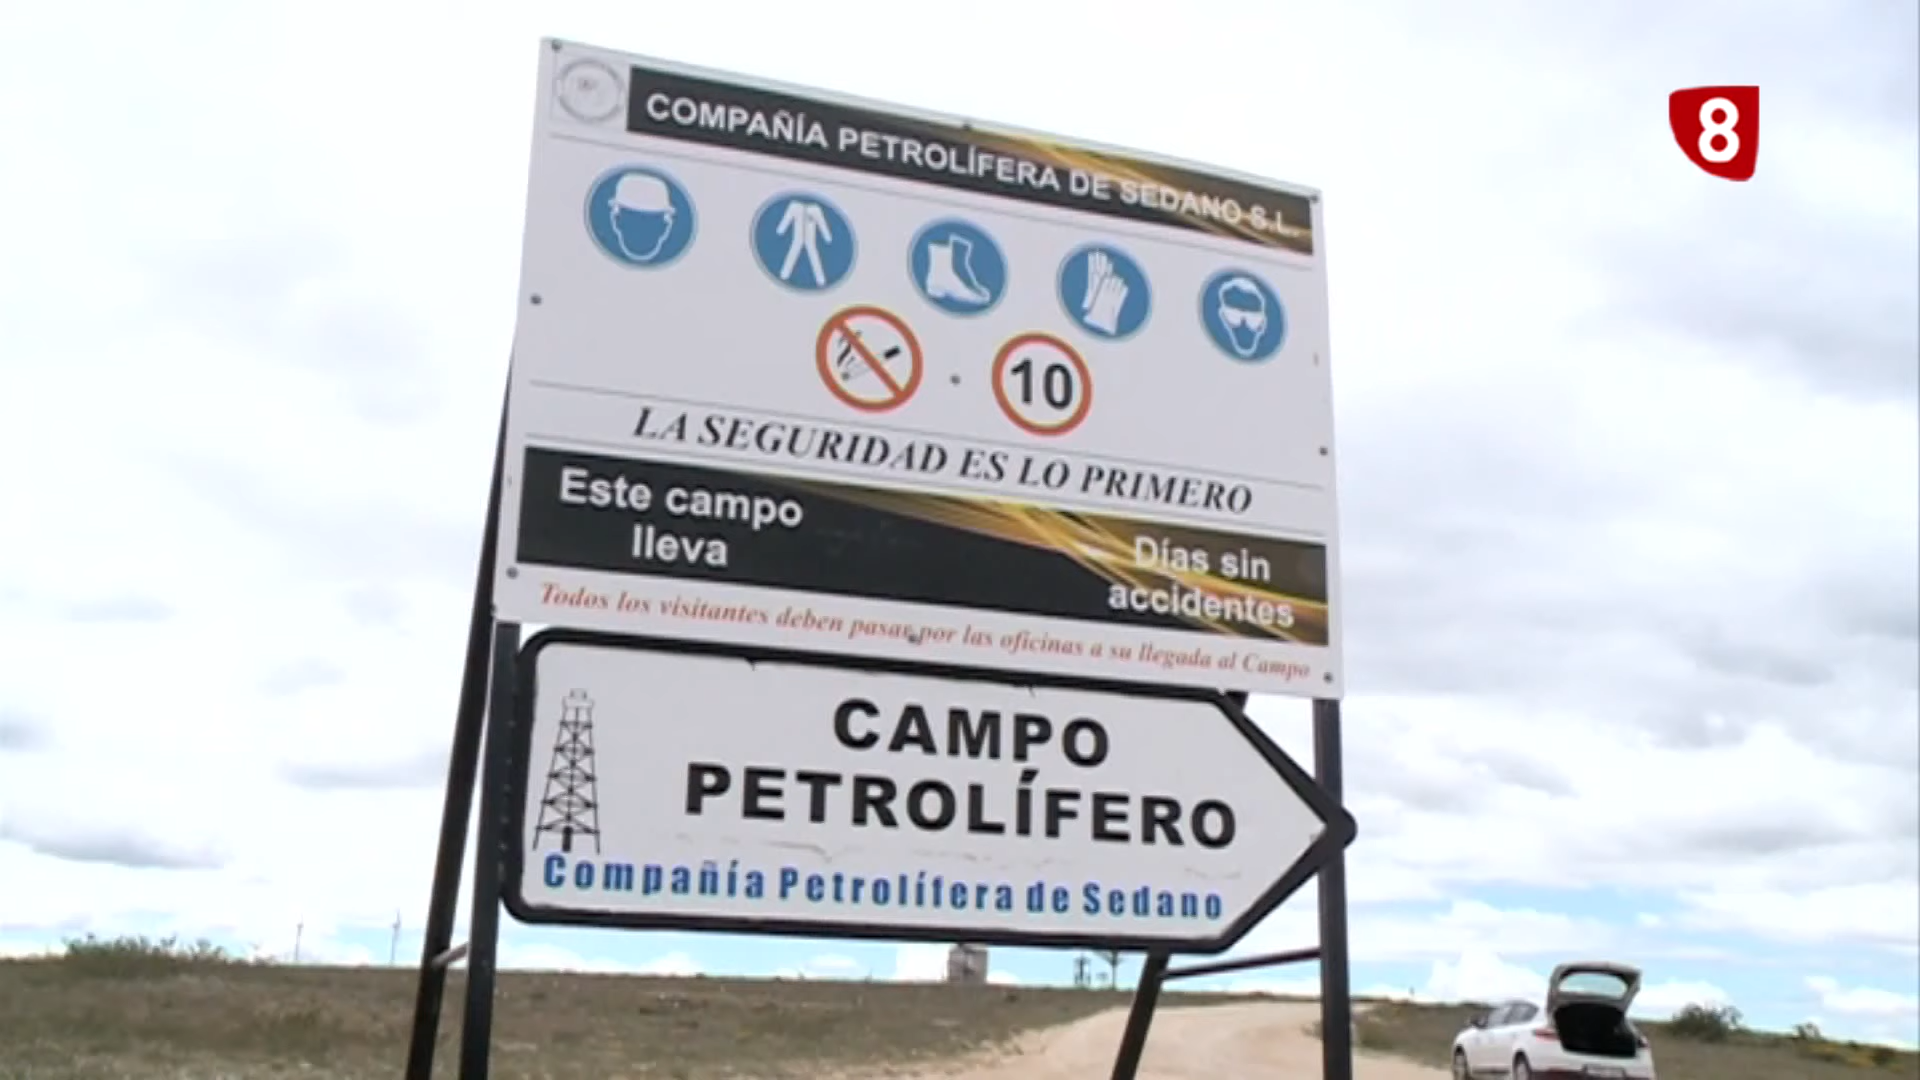 8
COMPAÑÍA PETROLÍFERA DE SEDANO S.L.
10
LA SEGURIDAD ES LO PRIMERO
Este campo
lleva
Días sin
accidentes
Todos los visitantes deben pasar por las oficinas a su llegada al Campo
CAMPO
PETROLÍFERO
Compañía Petrolífera de Sedano